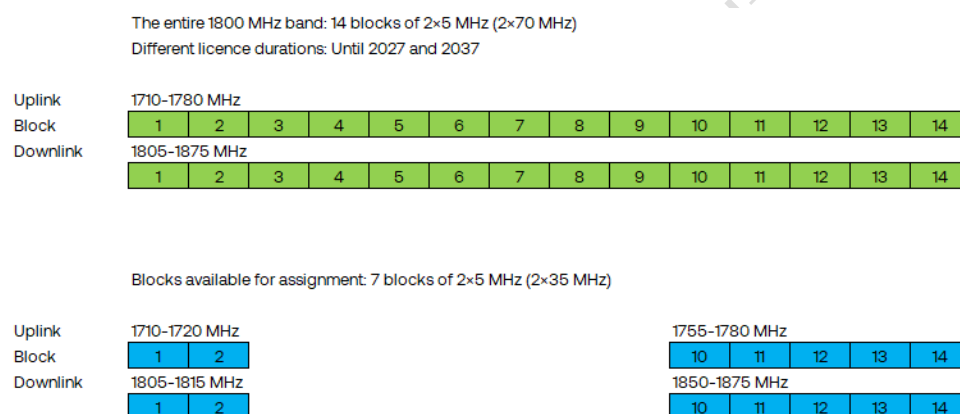 The entire 1800 MHz band: 14 blocks of 2×5 MHz (2×70 MHz)
Different licence durations: Until 2027 and 2037
Uplink 1710-1780 MHz
Block 1 2 3 4 5 6 7 8 9 10 11 12 13 14
Downlink 1805-1875 MHz
1 2 3 4 5 6 7 8 9 10 11 12 13 14
Blocks available for assignment: 7 blocks of 2×5 MHz (2×35 MHz)
Uplink 1710-1720 MHz 1755-1780 MHz
Block 1 2 10 11 12 13 14
Downlink 1805-1815 MHz 1850-1875 MHz
1 2 10 11 12 13 14